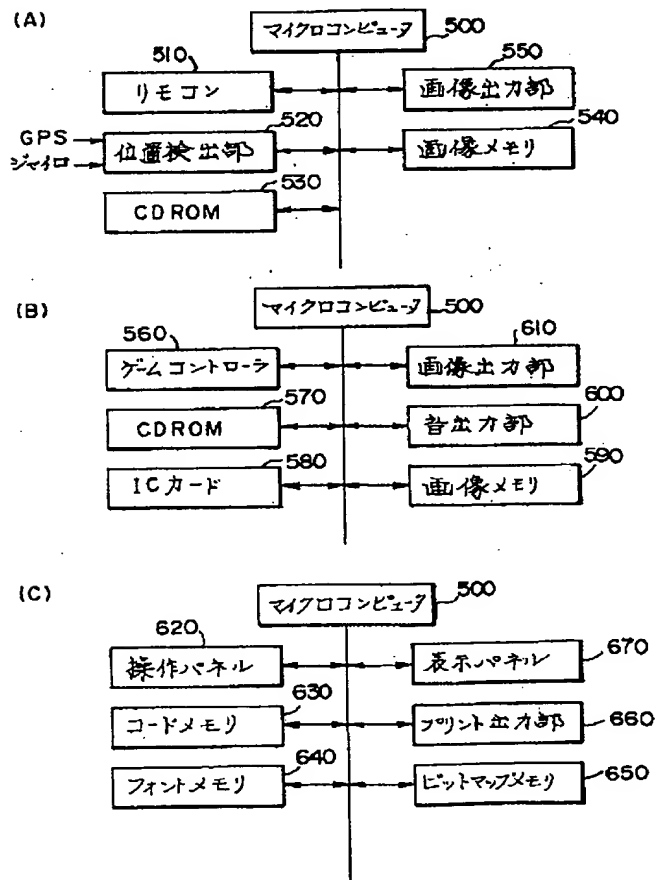 (A)
マイクロコンピュータ 500
510
リモコン
550
画像出力部
GPS
ジャイロ
520
位置検出部
540
画像メモリ
530
CDROM
(B)
マイクロコンピュータ 500
560
ゲームコントローラ
610
画像出力部
570
CDROM
600
音出力部
580
ICカード
590
画像メモリ
(C)
マイクロコンピュータ 500
620
操作パネル
表示パネル 670
630
コードメモリ
プリント出力部 660
640
フォントメモリ
ビットマップメモリ 650